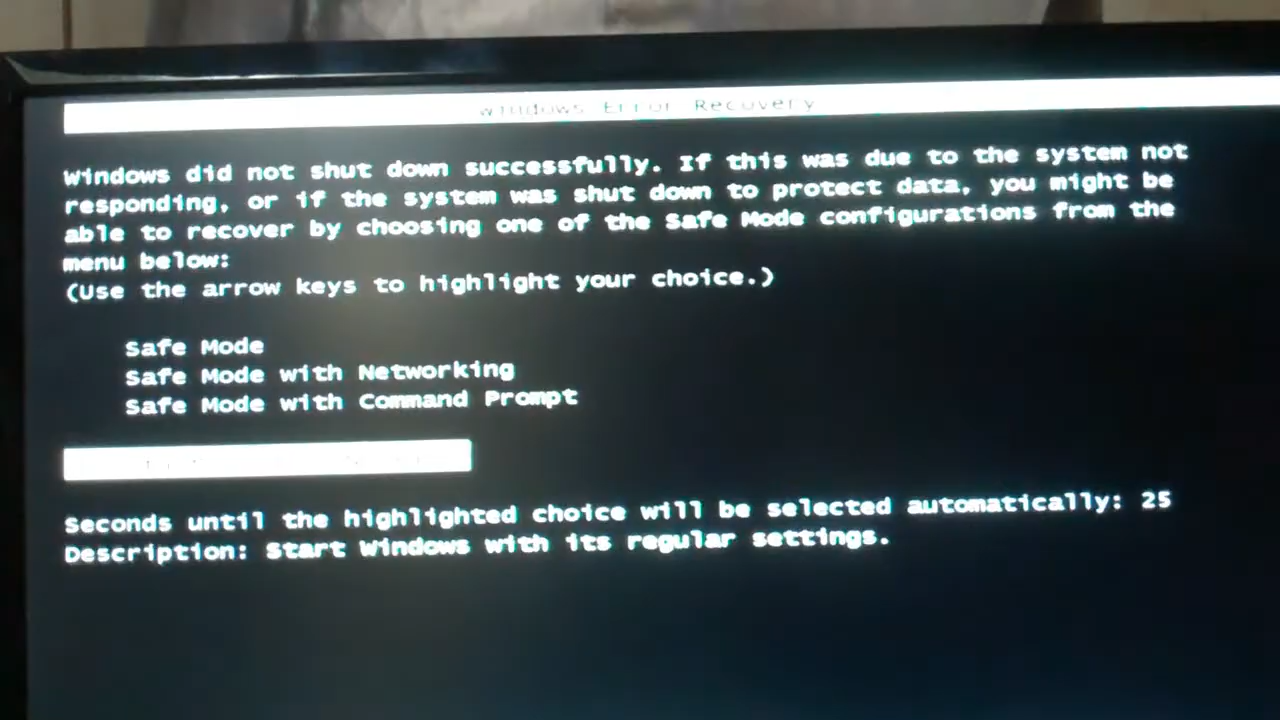 Windows Error Recovery
Windows did not shut down successfully. If this was due to the system not
responding, or if the system was shut down to protect data, you might be
able to recover by choosing one of the Safe Mode configurations from the
menu below:
(Use the arrow keys to highlight your choice.)
Safe Mode
Safe Mode with Networking
Safe Mode with Command Prompt
Seconds until the highlighted choice will be selected automatically: 25
Description: Start Windows with its regular settings.